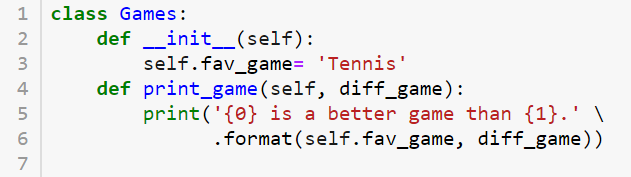 1 class Games:
2     def __init__(self):
3         self.fav_game= 'Tennis'
4     def print_game(self, diff_game):
5         print('{0} is a better game than {1}.' \
6               .format(self.fav_game, diff_game))
7